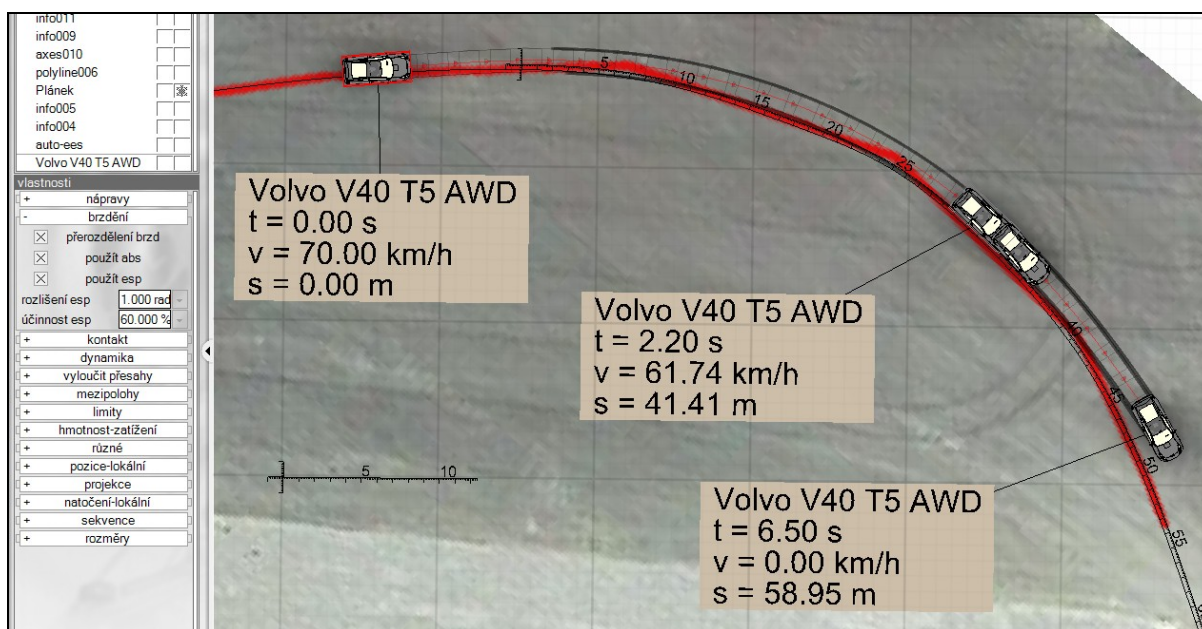 info011
info009
axes010
polyline006
Plánek
info005
info004
auto-ees
Volvo V40 T5 AWD
vlastnosti
+ nápravy
- brzdění
přerozdělení brzd
použít abs
použít esp
rozlišení esp 1.000 rad
účinnost esp 60.000 %
+ kontakt
+ dynamika
+ vyloučit přesahy
+ mezipolohy
+ limity
+ hmotnost-zatížení
+ různé
+ pozice-lokální
+ projekce
+ natočení-lokální
+ sekvence
+ rozměry
Volvo V40 T5 AWD
t = 0.00 s
v = 70.00 km/h
s = 0.00 m
5
10
15
20
25
Volvo V40 T5 AWD
t = 2.20 s
v = 61.74 km/h
s = 41.41 m
40
45
50
55
5 10
Volvo V40 T5 AWD
t = 6.50 s
v = 0.00 km/h
s = 58.95 m